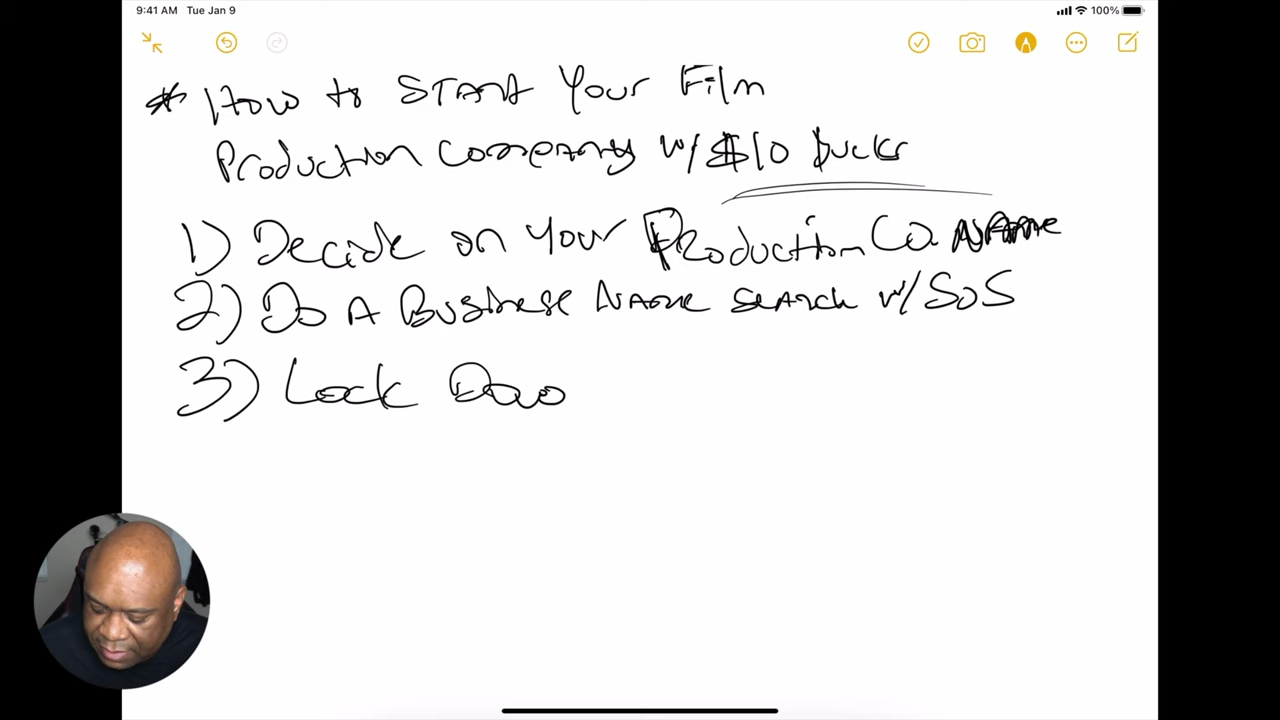 9:41 AM Tue Jan 9
100%
* How to START Your Film
Production Company w/ $10 bucks
1) Decide on Your Production Co. NAME
2) Do A Business NAME SEARCH w/ SOS
3) Lock Dow